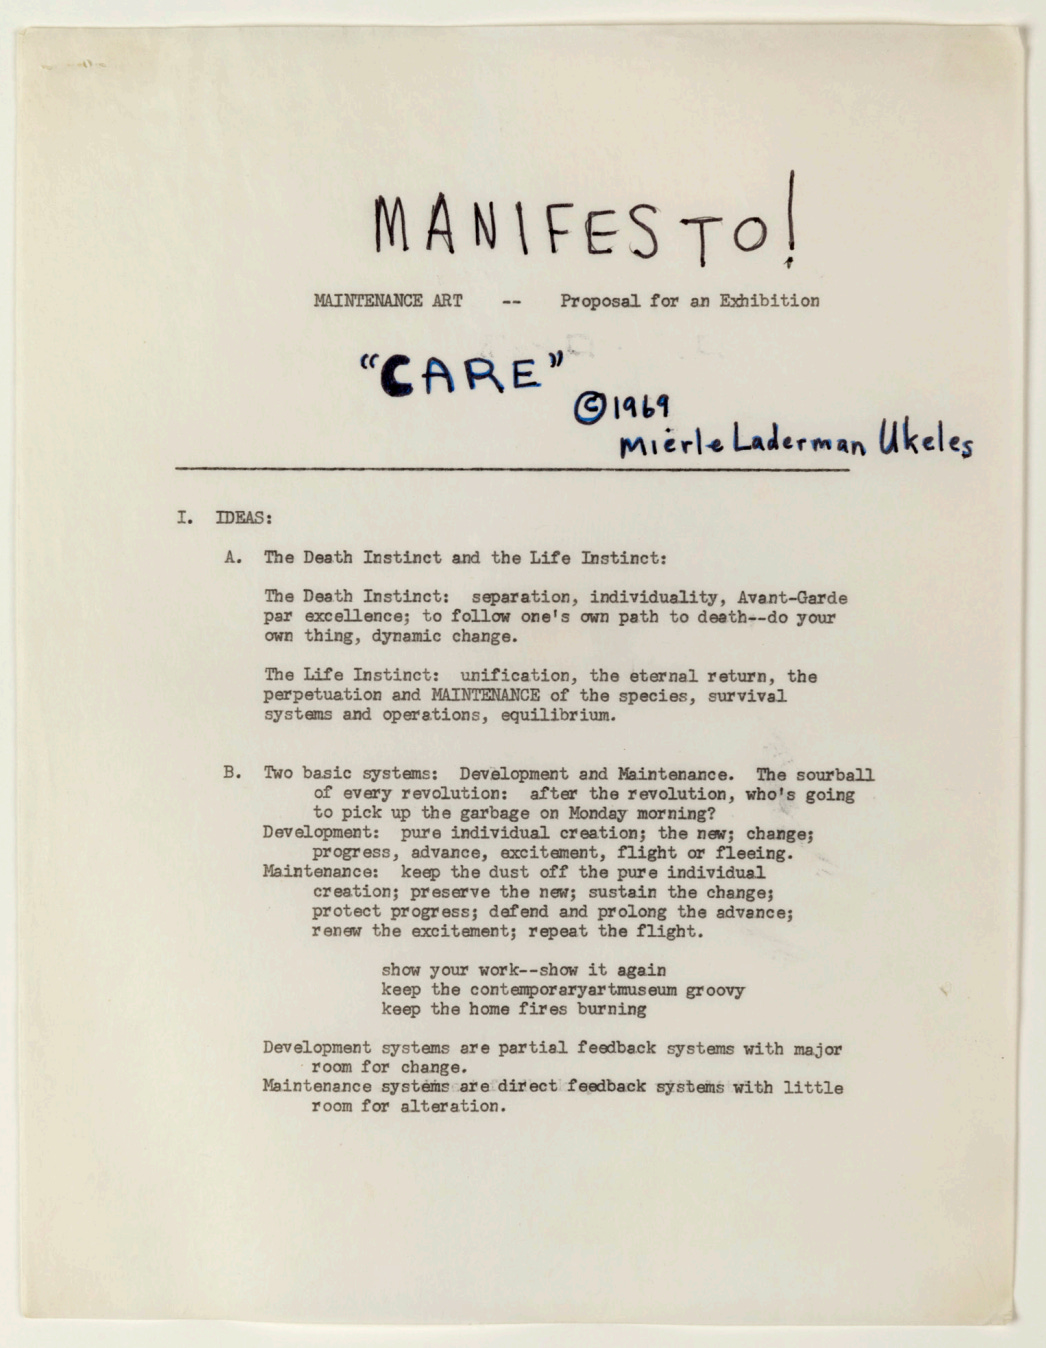 MANIFESTO!
MAINTENANCE ART -- Proposal for an Exhibition
"CARE"
©1969
Mierle Laderman Ukeles
I. IDEAS:
A. The Death Instinct and the Life Instinct:
The Death Instinct: separation, individuality, Avant-Garde
par excellence; to follow one's own path to death--do your
own thing, dynamic change.
The Life Instinct: unification, the eternal return, the
perpetuation and MAINTENANCE of the species, survival
systems and operations, equilibrium.
B. Two basic systems: Development and Maintenance. The sourball
of every revolution: after the revolution, who's going
to pick up the garbage on Monday morning?
Development: pure individual creation; the new; change;
progress, advance, excitement, flight or fleeing.
Maintenance: keep the dust off the pure individual
creation; preserve the new; sustain the change;
protect progress; defend and prolong the advance;
renew the excitement; repeat the flight.
show your work--show it again
keep the contemporaryartmuseum groovy
keep the home fires burning
Development systems are partial feedback systems with major
room for change.
Maintenance systems are direct feedback systems with little
room for alteration.